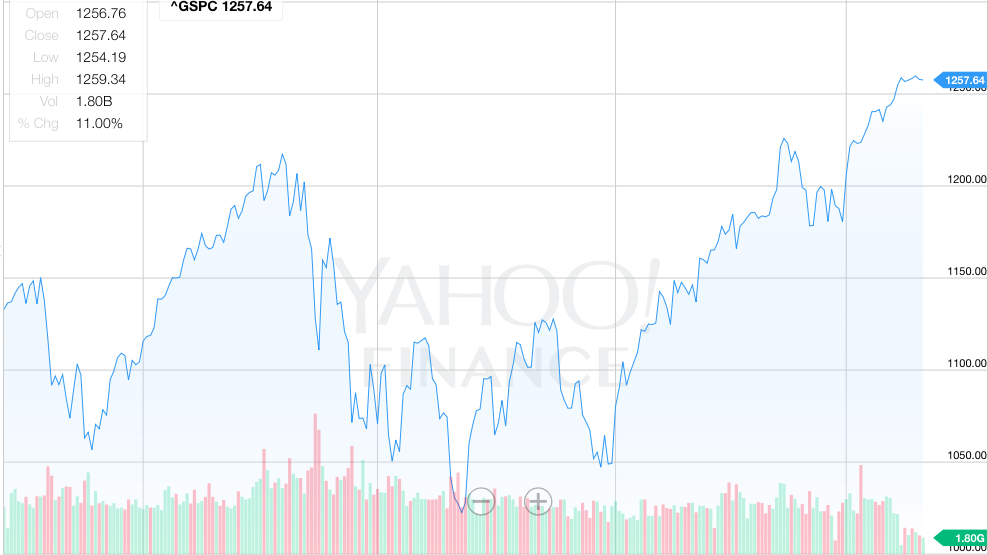 ^GSPC 1257.64
Open 1256.76
Close 1257.64
Low 1254.19
High 1259.34
Vol 1.80B
% Chg 11.00%
1257.64
1250.00
1200.00
1150.00
YAHOO!
FINANCE
1100.00
1050.00
1.80G
1000.00